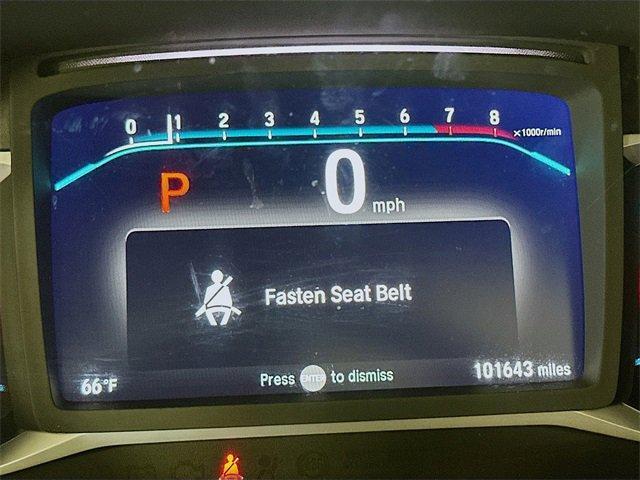 0 1 2 3 4 5 6 7 8 ×1000r/min
P 0 mph
Fasten Seat Belt
66°F Press ENTER to dismiss 101643 miles